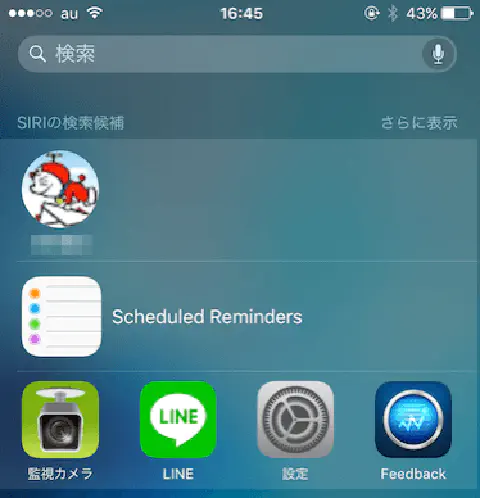 au 16:45 43%
検索
SIRIの検索候補 さらに表示
Scheduled Reminders
LINE
監視カメラ LINE 設定 Feedback